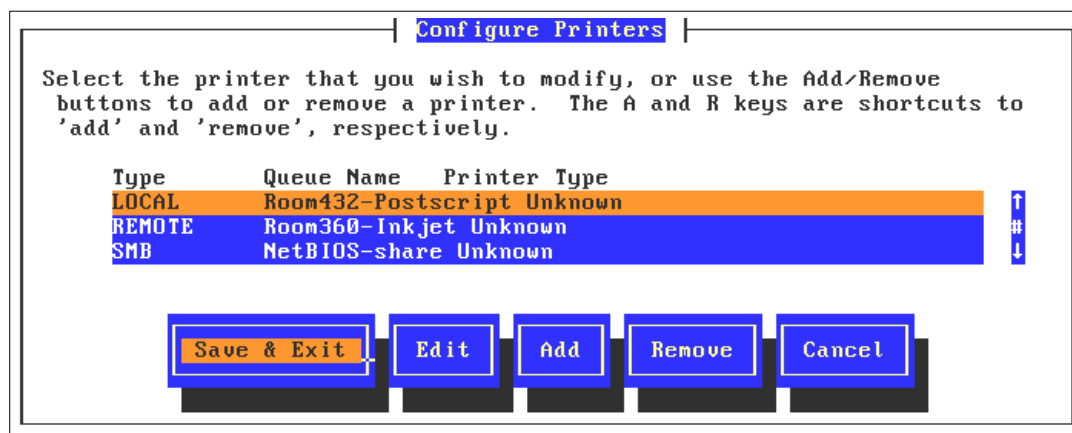 Configure Printers
Select the printer that you wish to modify, or use the Add/Remove
buttons to add or remove a printer. The A and R keys are shortcuts to
'add' and 'remove', respectively.
Type Queue Name Printer Type
LOCAL Room432-Postscript Unknown ↑
REMOTE Room360-Inkjet Unknown #
SMB NetBIOS-share Unknown ↓
Save & Exit Edit Add Remove Cancel